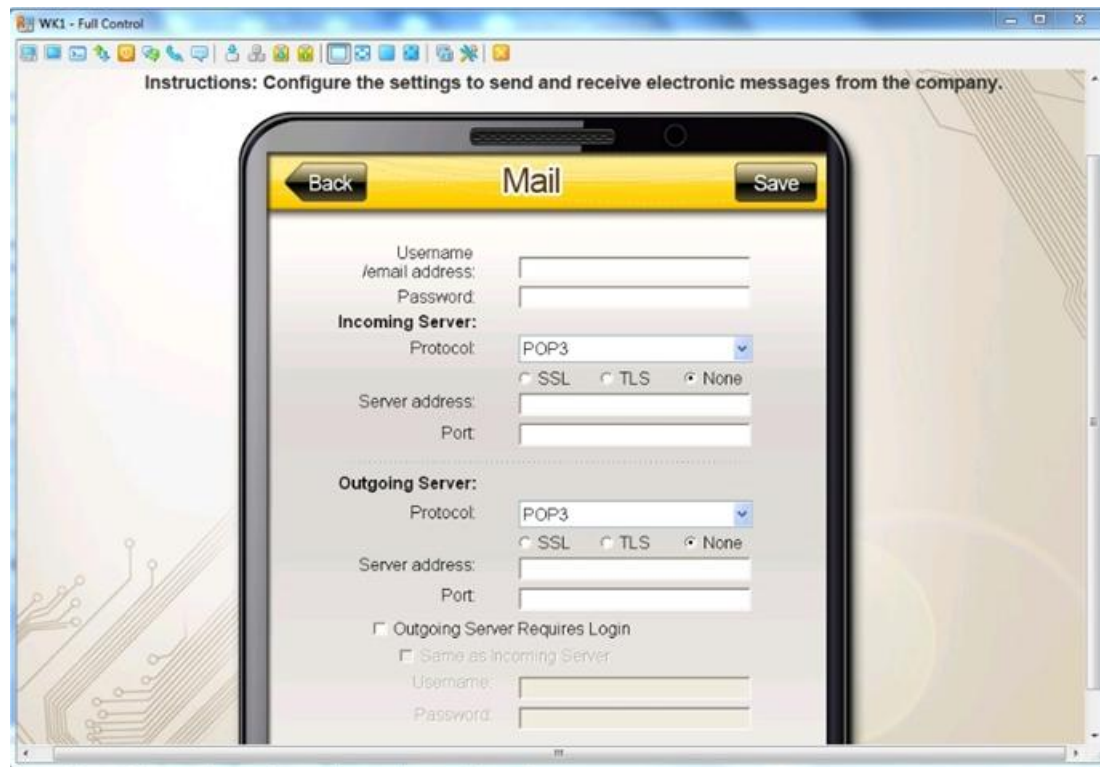 WK1 - Full Control
Instructions: Configure the settings to send and receive electronic messages from the company.
Back Mail Save
Username
/email address:
Password:
Incoming Server:
Protocol: POP3
SSL TLS None
Server address:
Port:
Outgoing Server:
Protocol: POP3
SSL TLS None
Server address:
Port:
Outgoing Server Requires Login
Same as Incoming Server
Username:
Password: